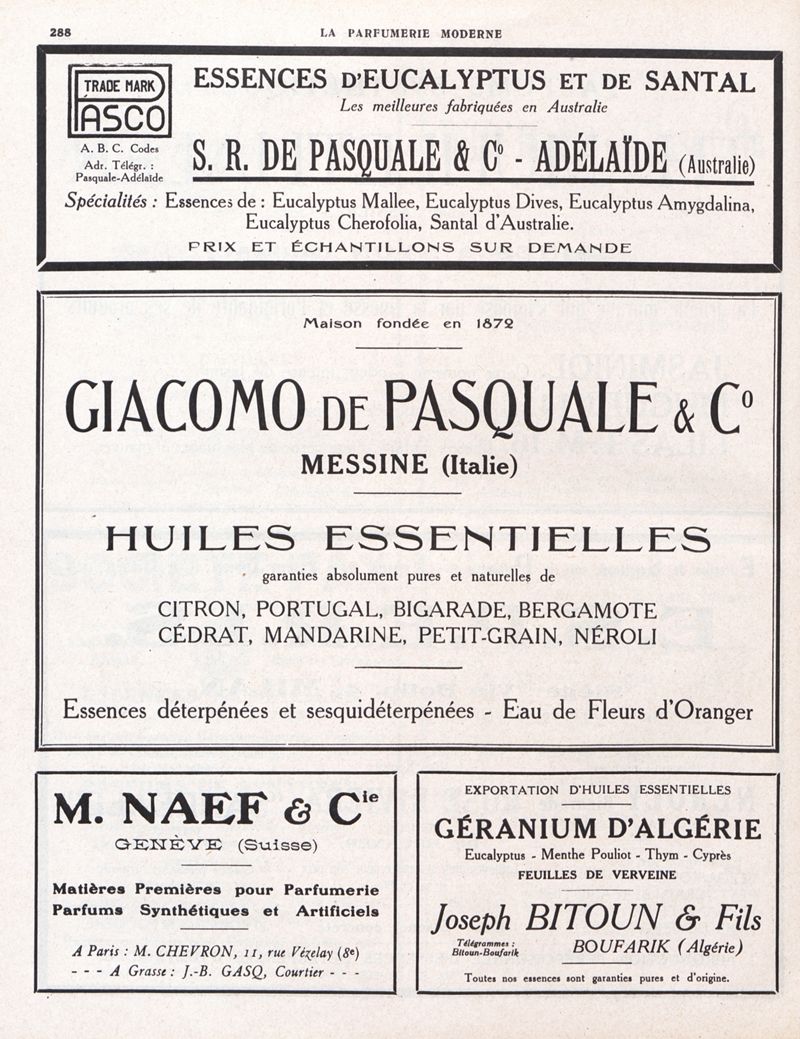 288
LA PARFUMERIE MODERNE
TRADE MARK
PASCO
A. B. C. Codes
Adr. Télégr. :
Pasquale-Adélaïde
ESSENCES D'EUCALYPTUS ET DE SANTAL
Les meilleures fabriquées en Australie
S. R. DE PASQUALE & Cº - ADÉLAÏDE (Australie)
Spécialités : Essences de : Eucalyptus Mallee, Eucalyptus Dives, Eucalyptus Amygdalina,
Eucalyptus Cherofolia, Santal d'Australie.
PRIX ET ÉCHANTILLONS SUR DEMANDE
Maison fondée en 1872
GIACOMO DE PASQUALE & Cº
MESSINE (Italie)
HUILES ESSENTIELLES
garanties absolument pures et naturelles de
CITRON, PORTUGAL, BIGARADE, BERGAMOTE
CÉDRAT, MANDARINE, PETIT-GRAIN, NÉROLI
Essences déterpénées et sesquidéterpénées - Eau de Fleurs d'Oranger
M. NAEF & Cie
GENÈVE (Suisse)
Matières Premières pour Parfumerie
Parfums Synthétiques et Artificiels
A Paris : M. CHEVRON, 11, rue Vézelay (8e)
- - - A Grasse : J.-B. GASQ, Courtier - - -
EXPORTATION D'HUILES ESSENTIELLES
GÉRANIUM D'ALGÉRIE
Eucalyptus - Menthe Pouliot - Thym - Cyprès
FEUILLES DE VERVEINE
Joseph BITOUN & Fils
Télégrammes :
Bitoun-Boufarik
BOUFARIK (Algérie)
Toutes nos essences sont garanties pures et d'origine.